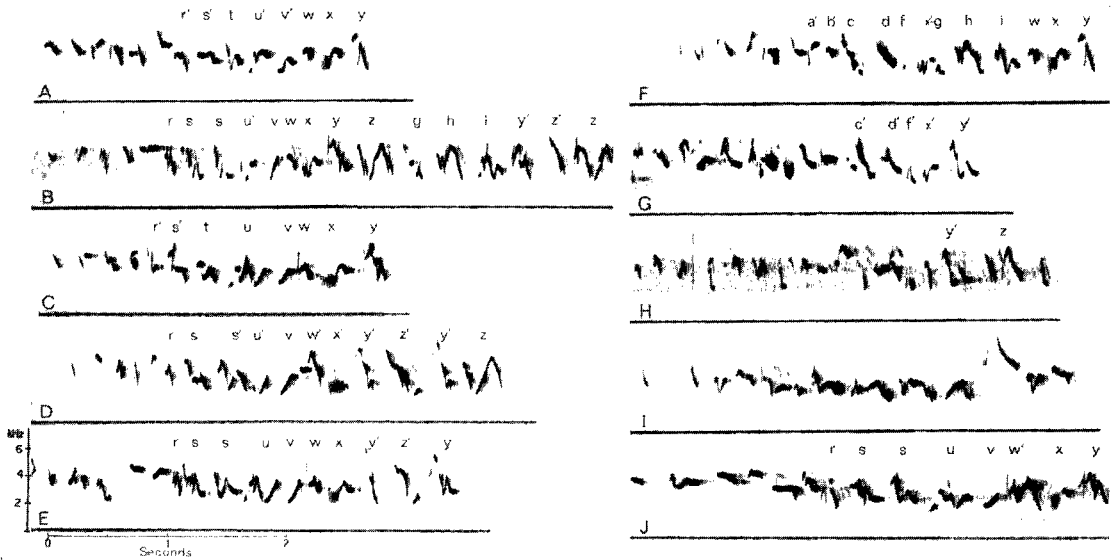 r' s' t u' v' w x y
A
r s s u' v w x y z g h i y' z' z
B
r' s' t u v w x y
C
r s s' u' v w' x' y' z' y' z
D
kHz
6
4
2
r s s u v w x y' z' y
E
0 1 2
Seconds
a' b' c d f x'g h i w x y
F
c' d' f' x' y'
G
y' z
H
I
r s s u v w' x y
J